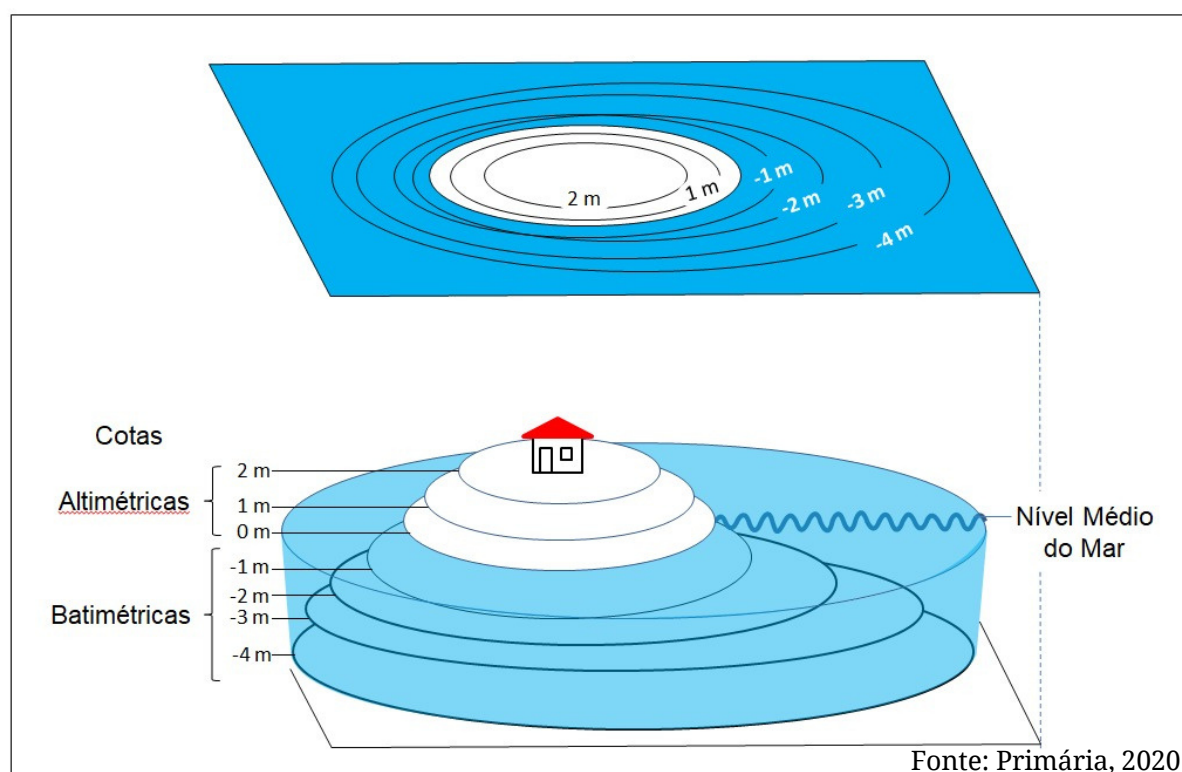 2 m
1 m
-1 m
-2 m
-3 m
-4 m
Cotas
Altimétricas
2 m
1 m
0 m
Batimétricas
-1 m
-2 m
-3 m
-4 m
Nível Médio
do Mar
Fonte: Primária, 2020